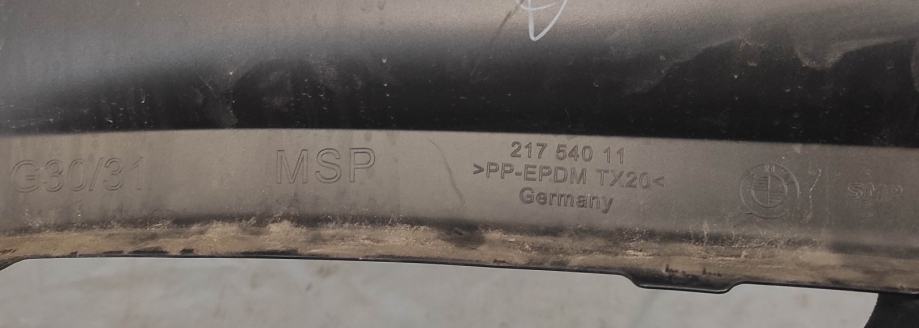 G30/31
MSP
217 540 11
>PP-EPDM TX20<
Germany